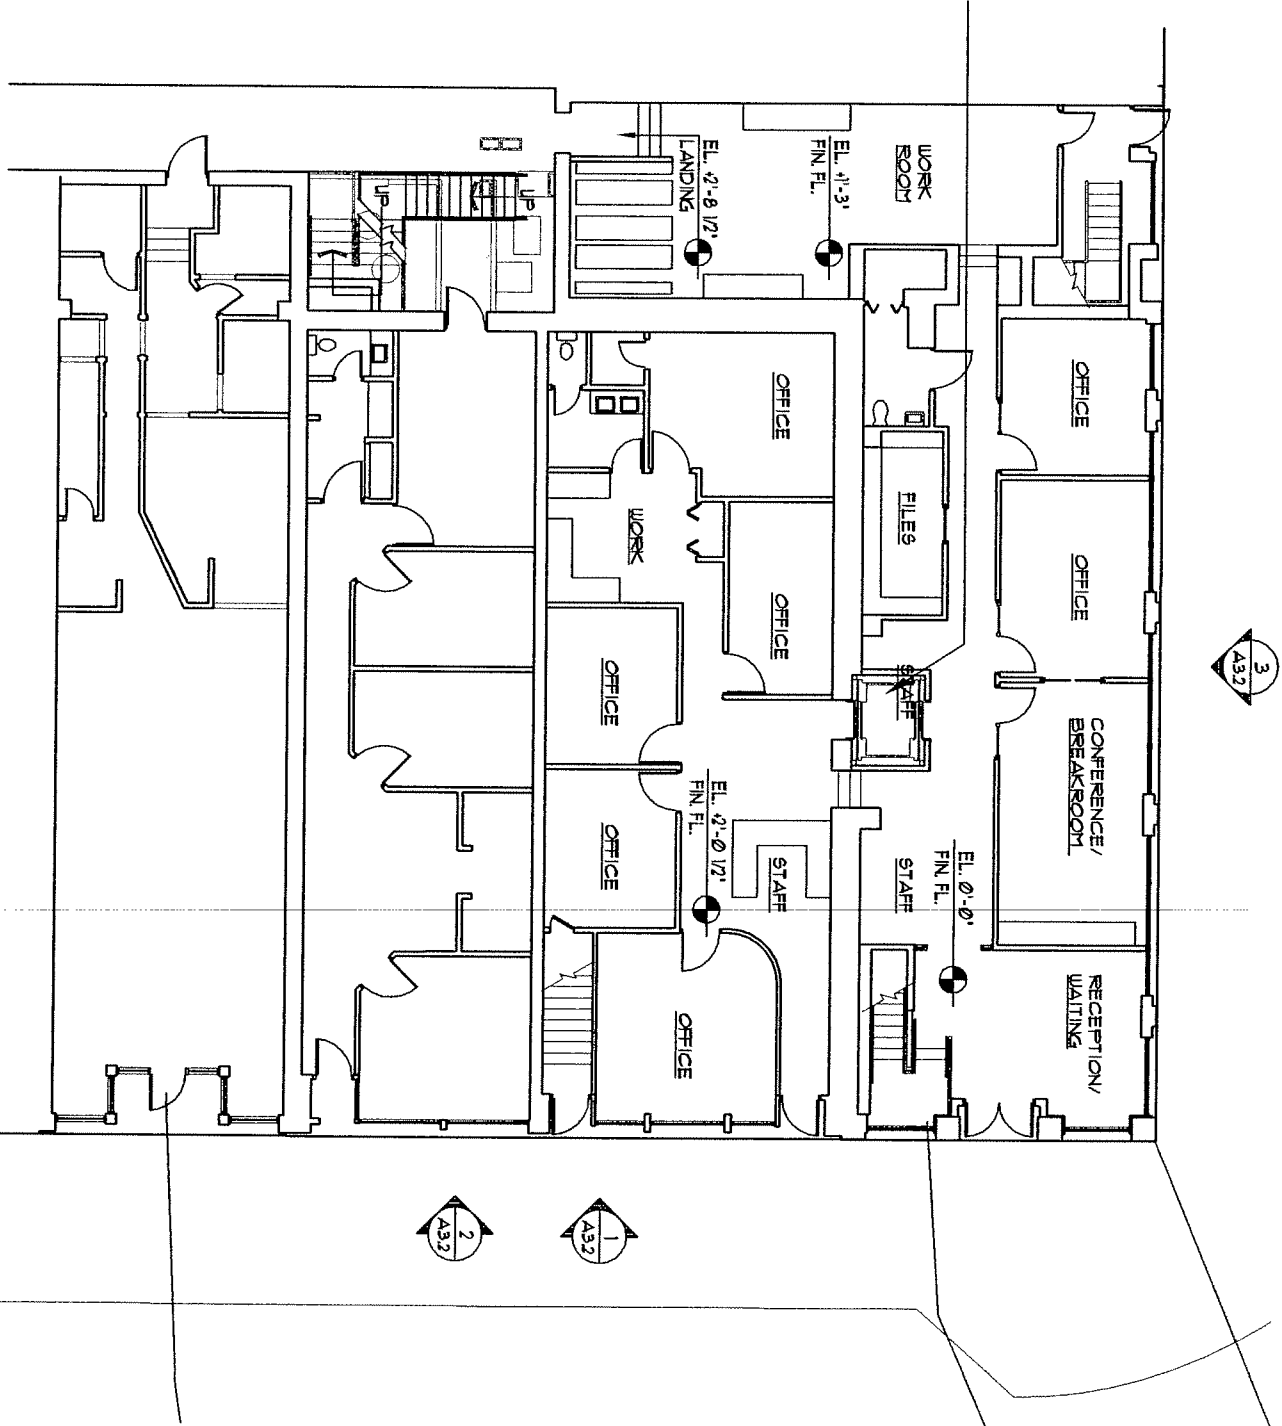 WORK
ROOM
EL. +1'-3"
FIN. FL.
EL. +2'-8 1/2"
LANDING
UP
UP
OFFICE
OFFICE
FILES
WORK
OFFICE
OFFICE
OFFICE
STAFF
3
A3.2
CONFERENCE/
BREAKROOM
EL. +2'-0 1/2"
FIN. FL.
OFFICE
STAFF
STAFF
EL. 0'-0"
FIN. FL.
RECEPTION/
WAITING
OFFICE
2
A3.2
1
A3.2